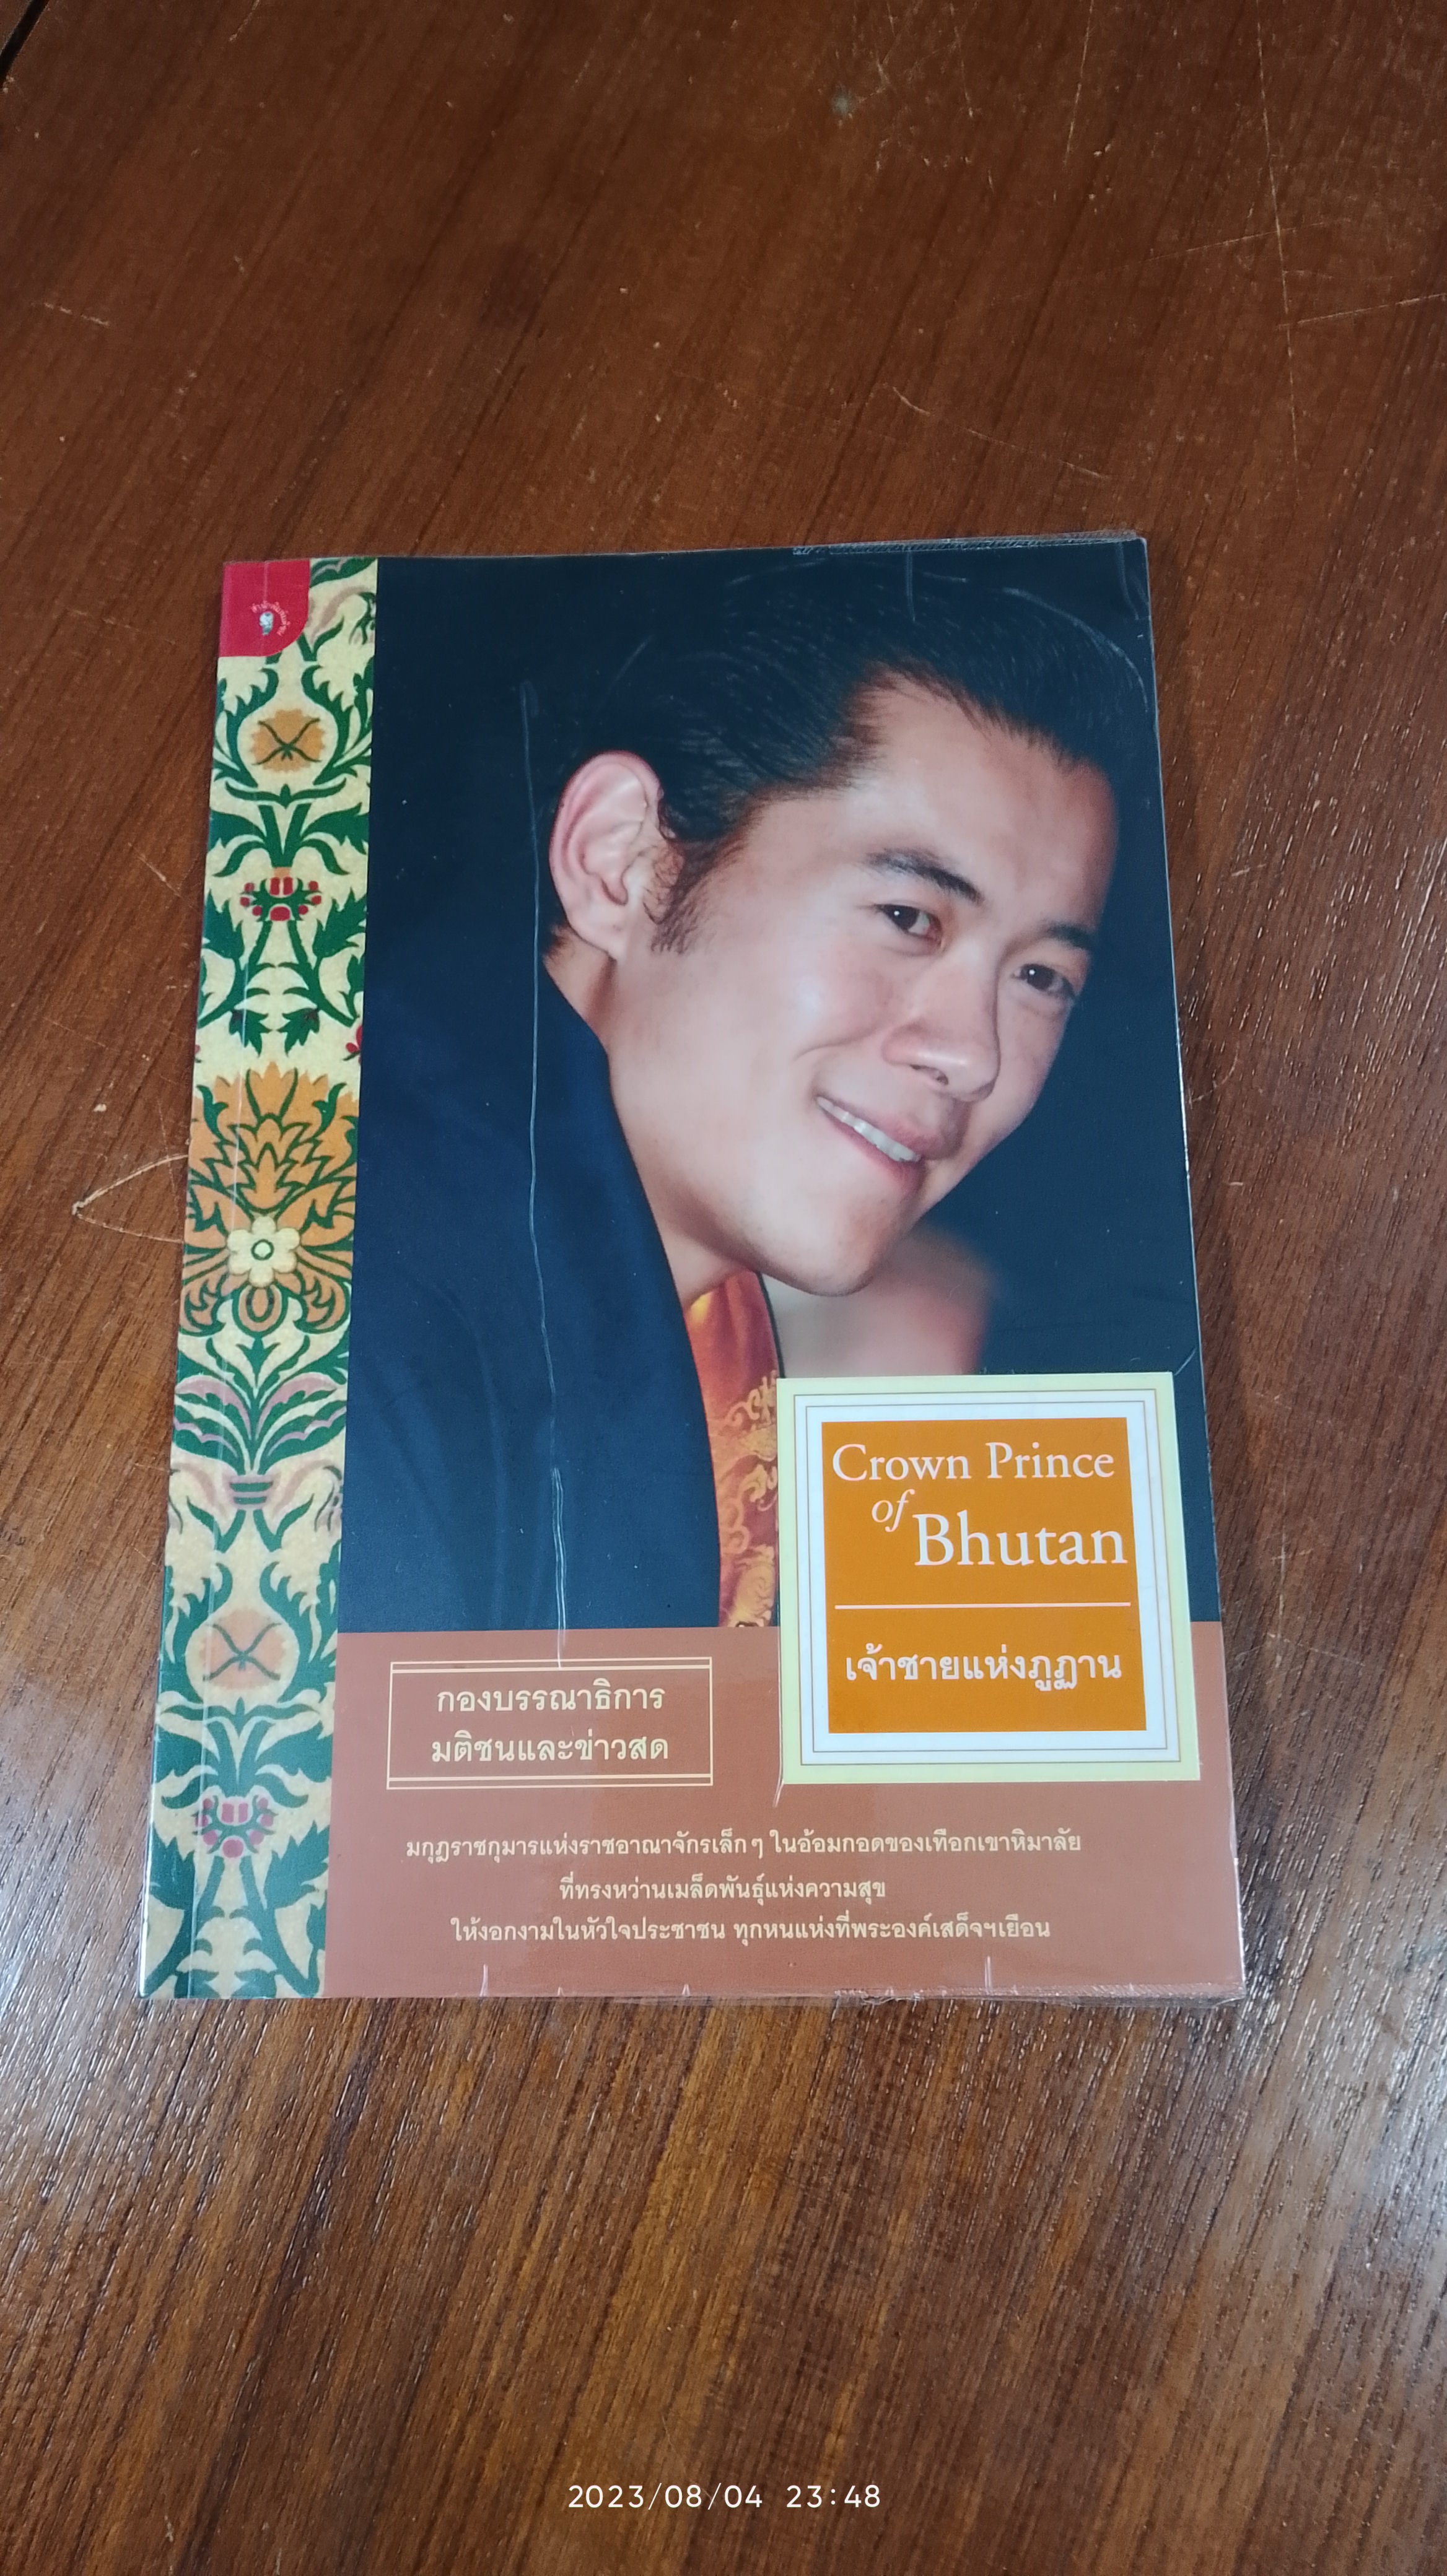 Crown Prince
of
Bhutan
เจ้าชายแห่งภูฏาน
กองบรรณาธิการ
มติชนและข่าวสด
มกุฎราชกุมารแห่งราชอาณาจักรเล็กๆ ในอ้อมกอดของเทือกเขาหิมาลัย
ที่ทรงหว่านเมล็ดพันธุ์แห่งความสุข
ให้งอกงามในหัวใจประชาชน ทุกหนแห่งที่พระองค์เสด็จฯเยือน
2023/08/04 23:48